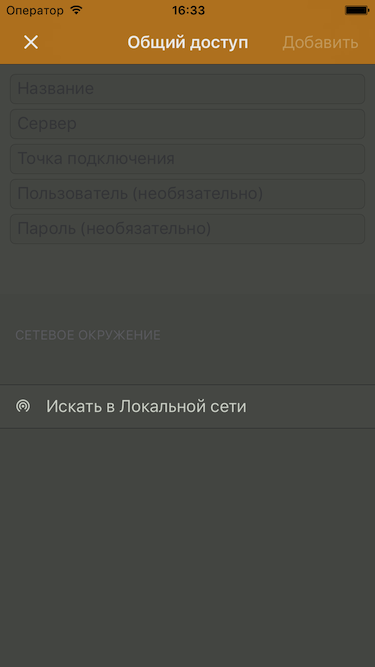 Оператор 16:33
Общий доступ Добавить
Название
Сервер
Точка подключения
Пользователь (необязательно)
Пароль (необязательно)
СЕТЕВОЕ ОКРУЖЕНИЕ
Искать в Локальной сети